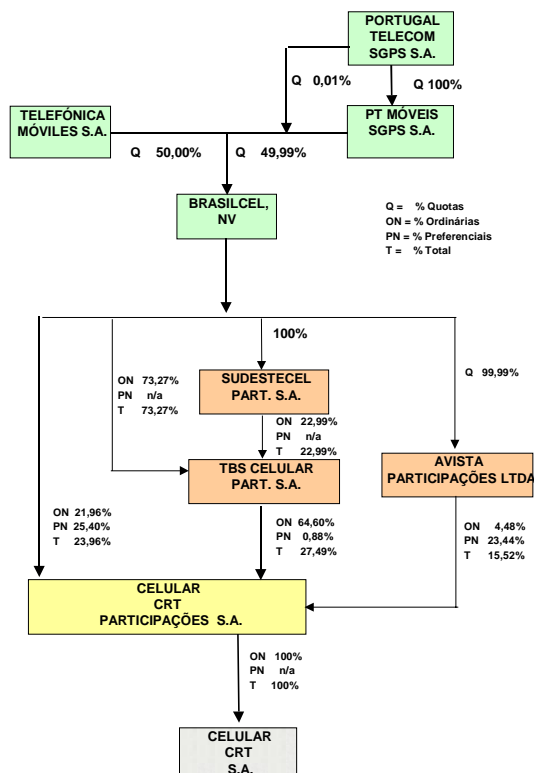 PORTUGAL
TELECOM
SGPS S.A.
Q 0,01%
Q 100%
TELEFÓNICA
MÓVILES S.A.
PT MÓVEIS
SGPS S.A.
Q 50,00%
Q 49,99%
BRASILCEL,
NV
Q = % Quotas
ON = % Ordinárias
PN = % Preferenciais
T = % Total
100%
ON 73,27%
PN n/a
T 73,27%
SUDESTECEL
PART. S.A.
Q 99,99%
ON 22,99%
PN n/a
T 22,99%
TBS CELULAR
PART. S.A.
AVISTA
PARTICIPAÇÕES LTDA
ON 21,96%
PN 25,40%
T 23,96%
ON 64,60%
PN 0,88%
T 27,49%
ON 4,48%
PN 23,44%
T 15,52%
CELULAR
CRT
PARTICIPAÇÕES S.A.
ON 100%
PN n/a
T 100%
CELULAR
CRT
S.A.